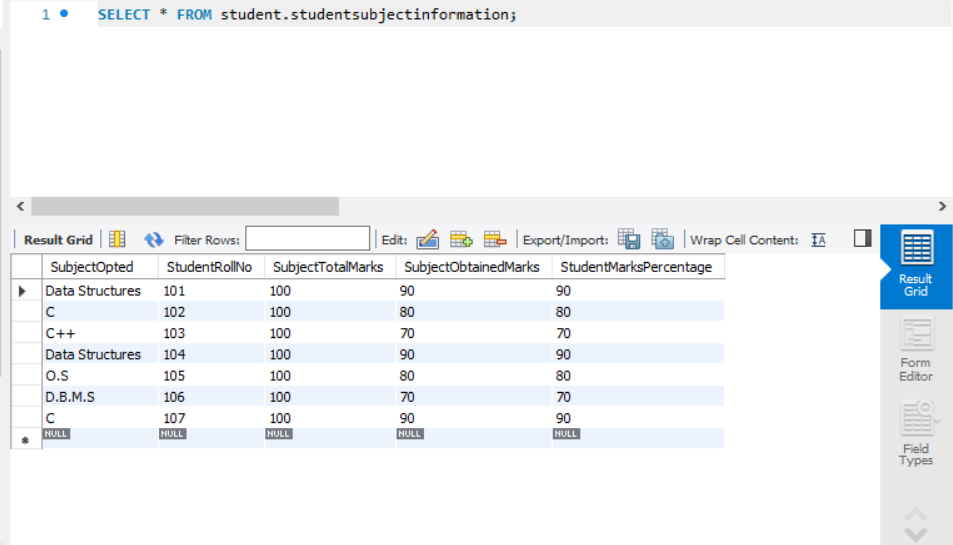 1 SELECT * FROM student.studentsubjectinformation;
Result Grid Filter Rows: Edit: Export/Import: Wrap Cell Content:
SubjectOpted StudentRollNo SubjectTotalMarks SubjectObtainedMarks StudentMarksPercentage
Data Structures 101 100 90 90
C 102 100 80 80
C++ 103 100 70 70
Data Structures 104 100 90 90
O.S 105 100 80 80
D.B.M.S 106 100 70 70
C 107 100 90 90
NULL NULL NULL NULL NULL
Result
Grid
Form
Editor
Field
Types